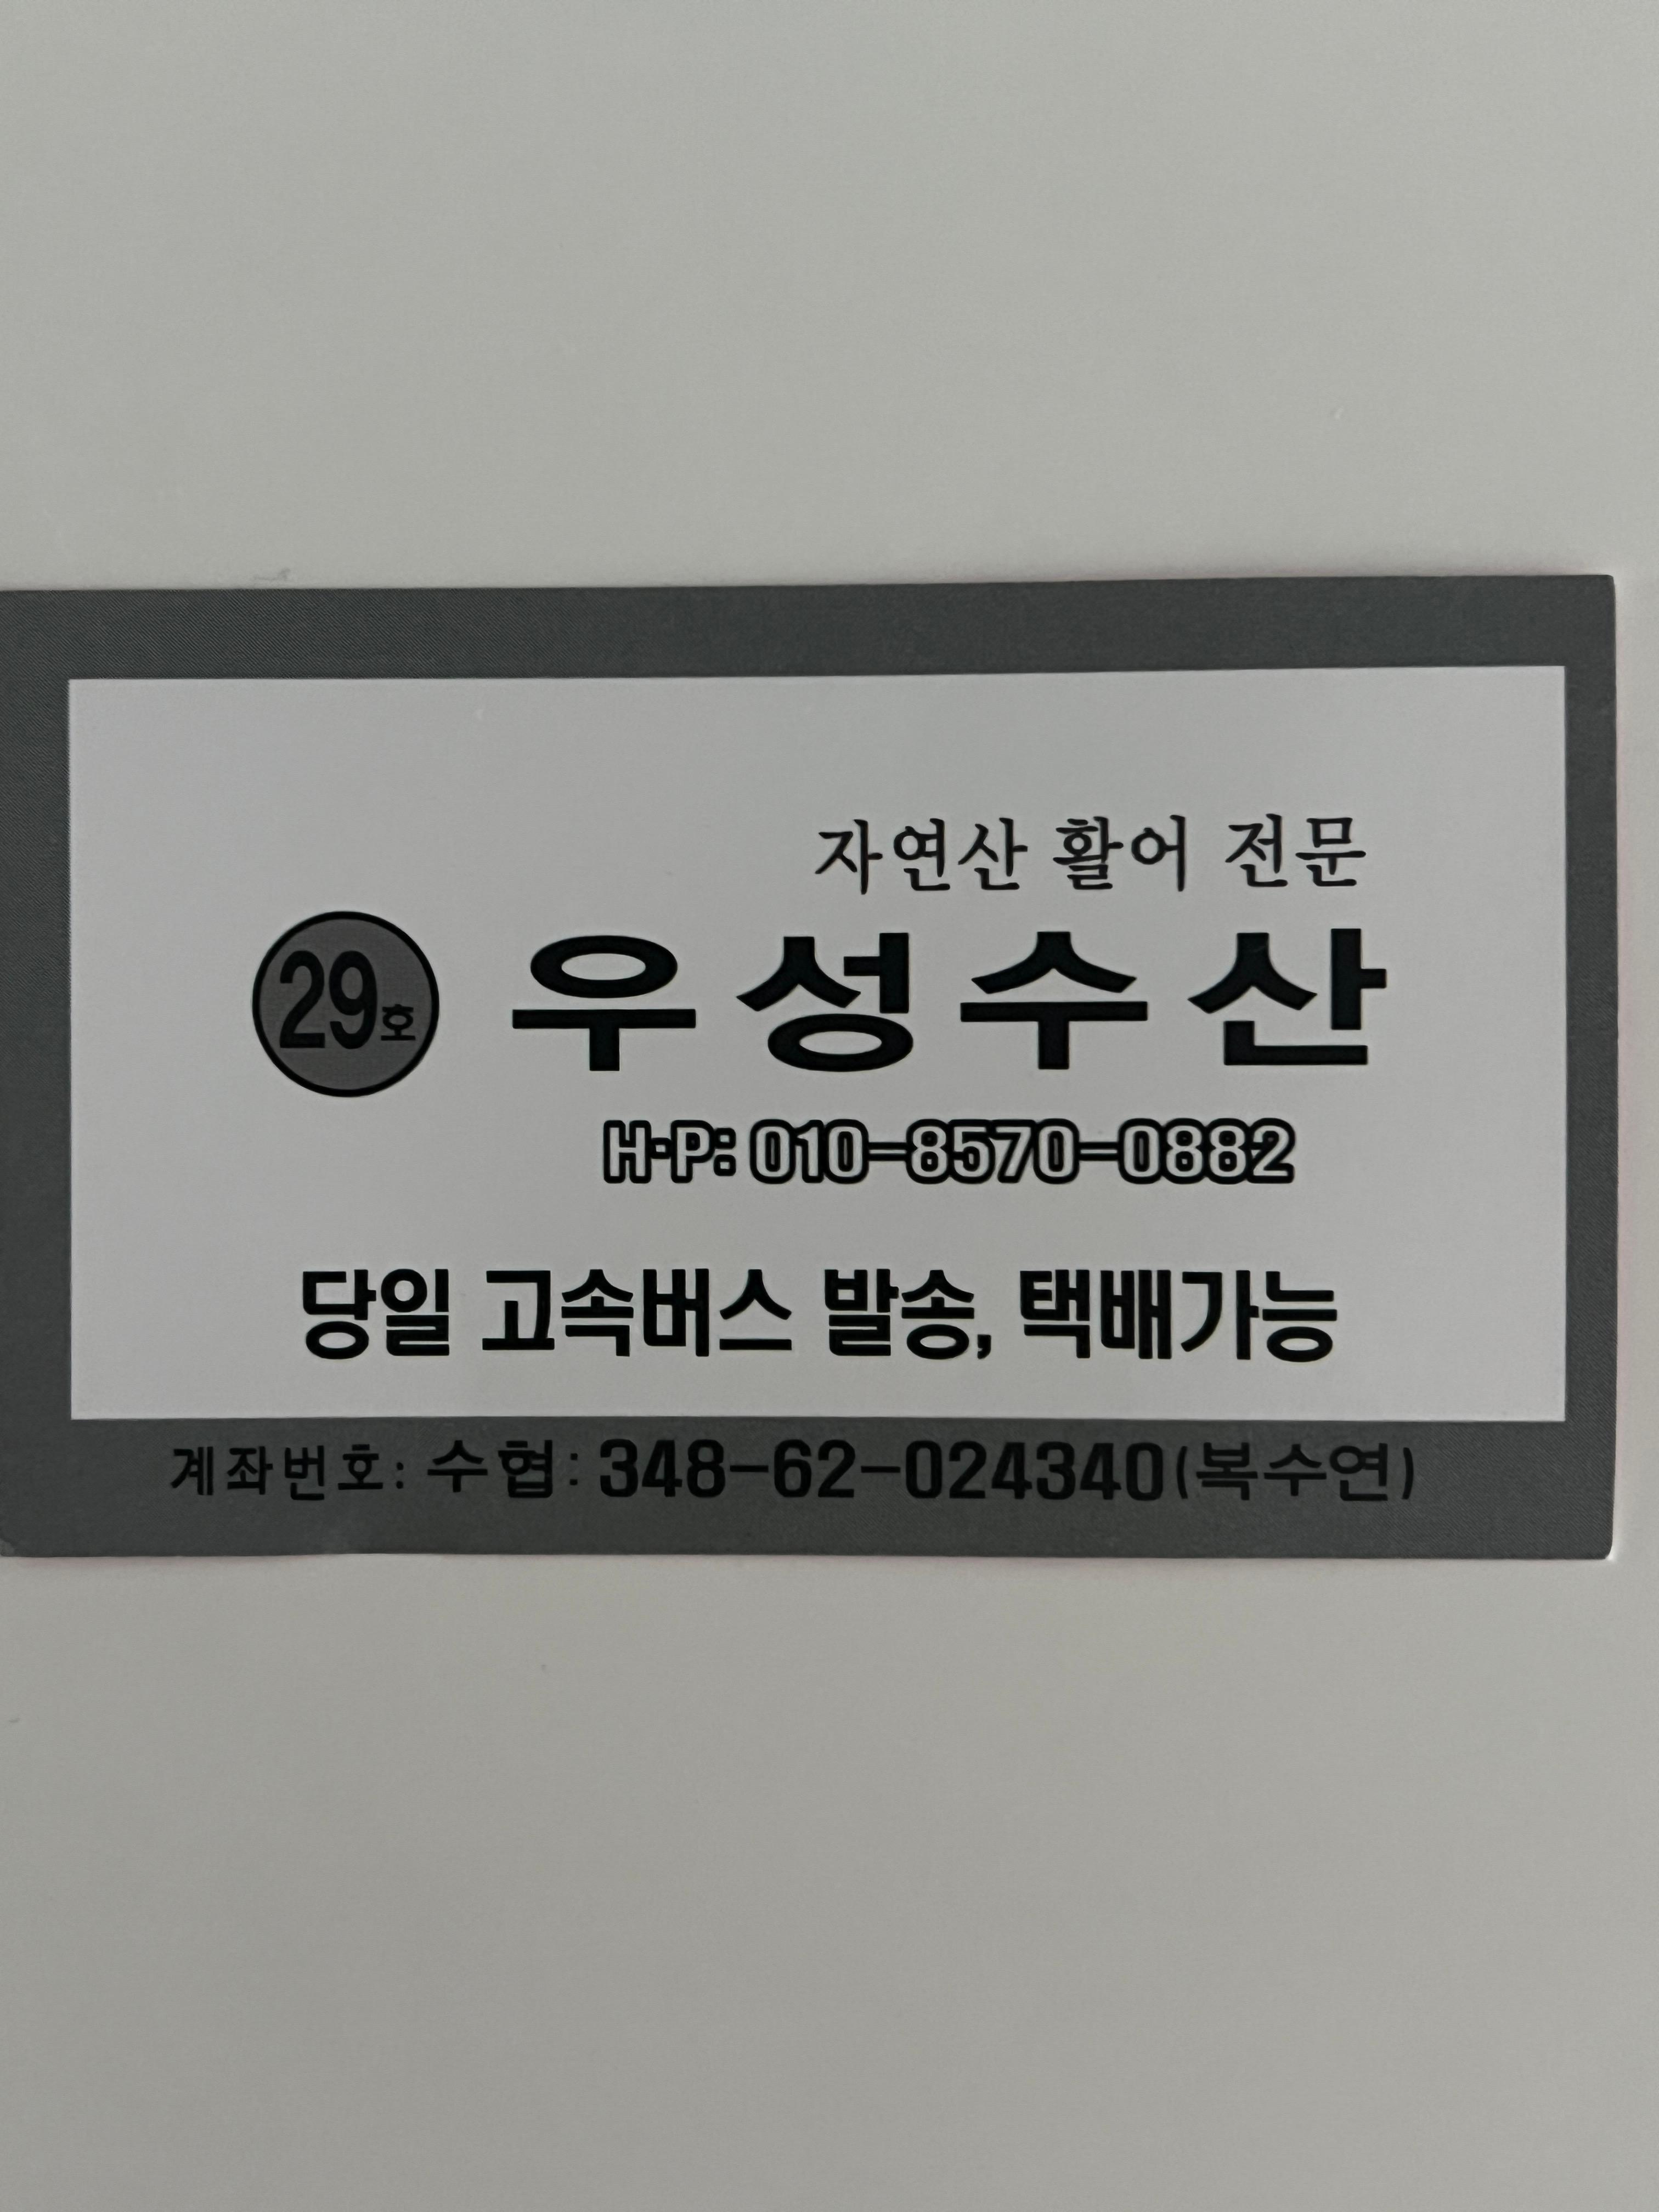 자연산 활어 전문
29호 우성수산
H·P: 010-8570-0882
당일 고속버스 발송, 택배가능
계좌번호: 수협: 348-62-024340(복수연)